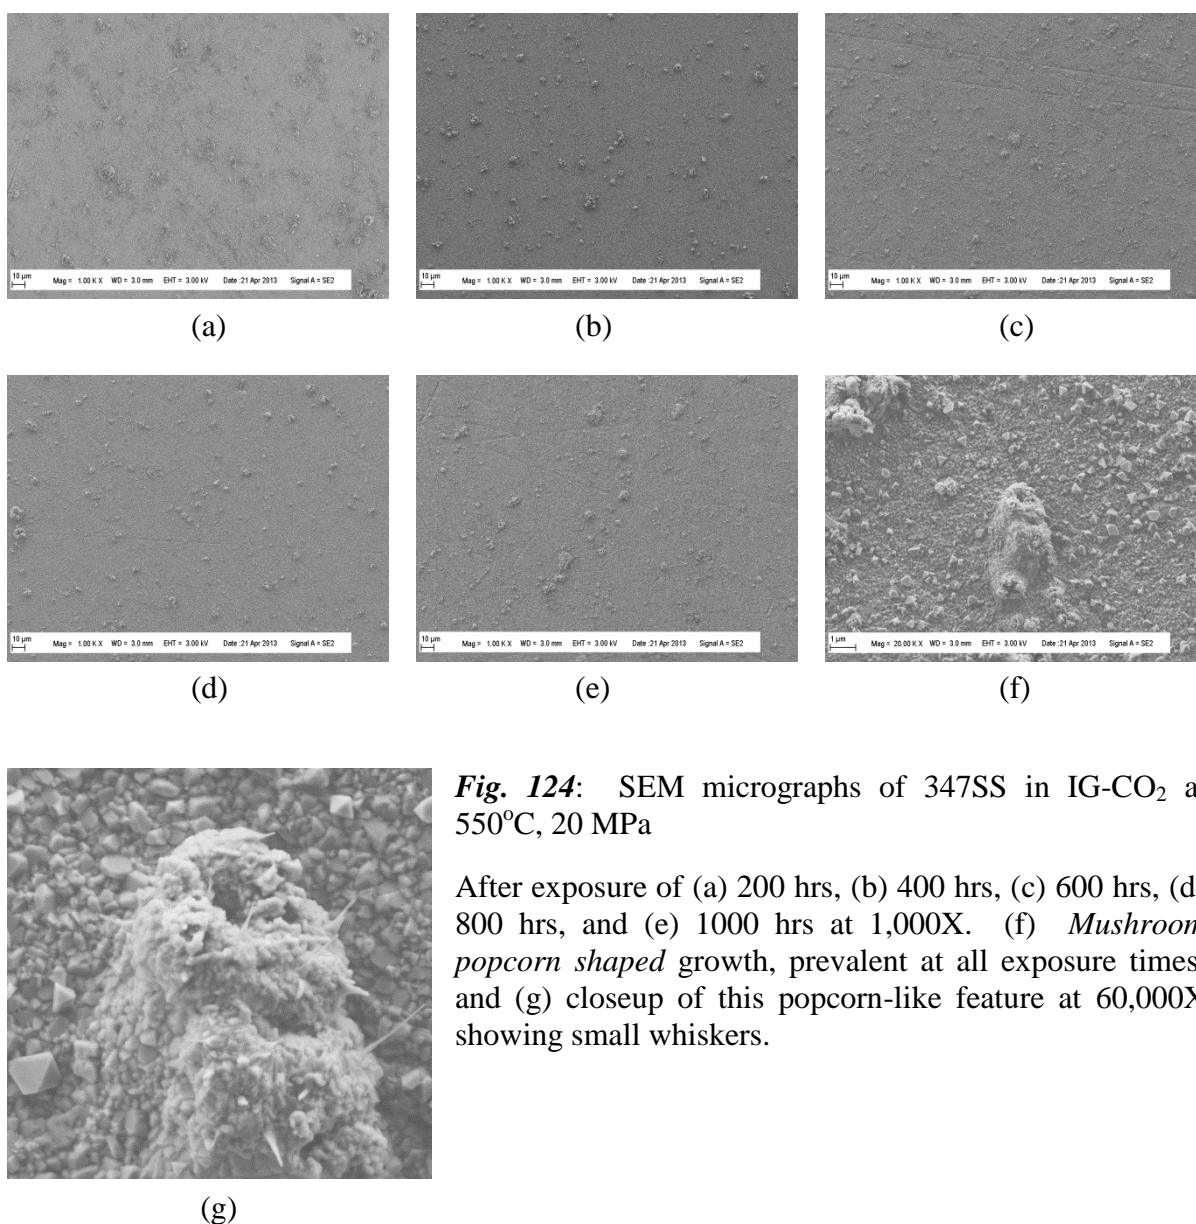 10 µm Mag = 1.00 K X WD = 3.0 mm EHT = 3.00 kV Date :21 Apr 2013 Signal A = SE2
10 µm Mag = 1.00 K X WD = 3.0 mm EHT = 3.00 kV Date :21 Apr 2013 Signal A = SE2
10 µm Mag = 1.00 K X WD = 3.0 mm EHT = 3.00 kV Date :21 Apr 2013 Signal A = SE2
(a)
(b)
(c)
10 µm Mag = 1.00 K X WD = 3.0 mm EHT = 3.00 kV Date :21 Apr 2013 Signal A = SE2
10 µm Mag = 1.00 K X WD = 3.0 mm EHT = 3.00 kV Date :21 Apr 2013 Signal A = SE2
1 µm Mag = 20.00 K X WD = 3.0 mm EHT = 3.00 kV Date :21 Apr 2013 Signal A = SE2
(d)
(e)
(f)
Fig. 124: SEM micrographs of 347SS in IG-CO₂ a
550°C, 20 MPa
After exposure of (a) 200 hrs, (b) 400 hrs, (c) 600 hrs, (d
800 hrs, and (e) 1000 hrs at 1,000X. (f) Mushroom
popcorn shaped growth, prevalent at all exposure times
and (g) closeup of this popcorn-like feature at 60,000X
showing small whiskers.
(g)